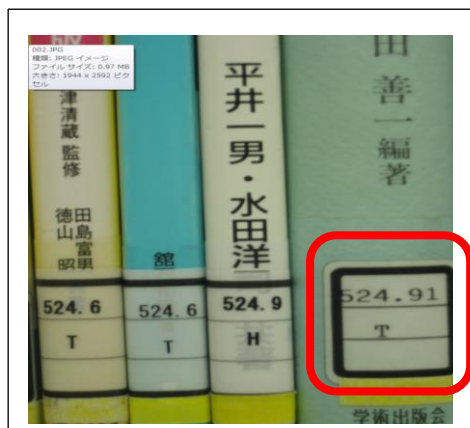 002.JPG
種類: JPEG イメージ
ファイル サイズ: 0.97 MB
大きさ: 1944 x 2592 ピク
セル
津清蔵 監修
田島富男
徳山 昭
524.6
T
館
524.6
T
平井一男・水田洋
524.9
H
田善一編著
524.91
T
学術出版会